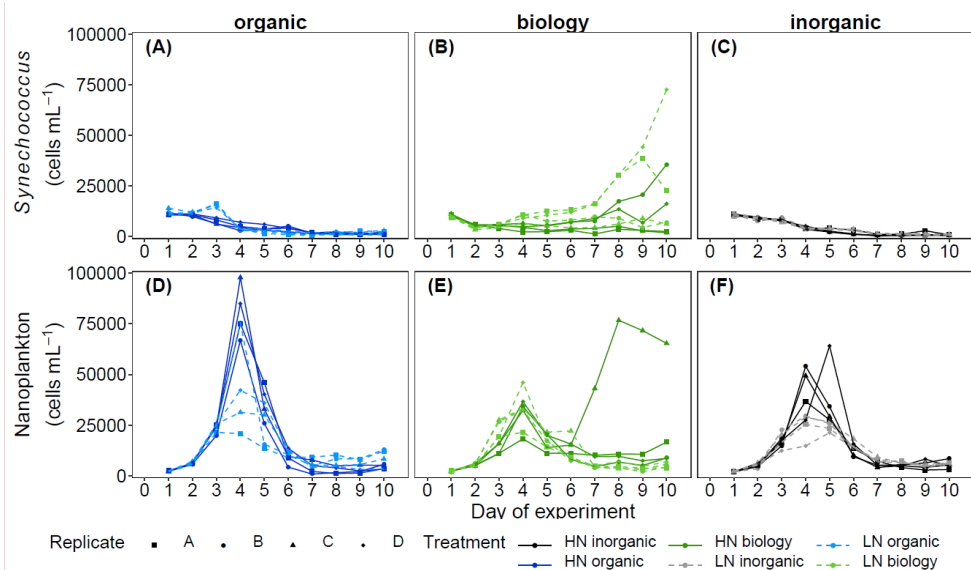 organic biology inorganic
(A) (B) (C)
Synechococcus
(cells mL⁻¹)
100000
75000
50000
25000
0
0 1 2 3 4 5 6 7 8 9 10 0 1 2 3 4 5 6 7 8 9 10 0 1 2 3 4 5 6 7 8 9 10
(D) (E) (F)
Nanoplankton
(cells mL⁻¹)
100000
75000
50000
25000
0
0 1 2 3 4 5 6 7 8 9 10 0 1 2 3 4 5 6 7 8 9 10 0 1 2 3 4 5 6 7 8 9 10
Day of experiment
Replicate A B C D Treatment HN inorganic HN biology LN organic
HN organic LN inorganic LN biology